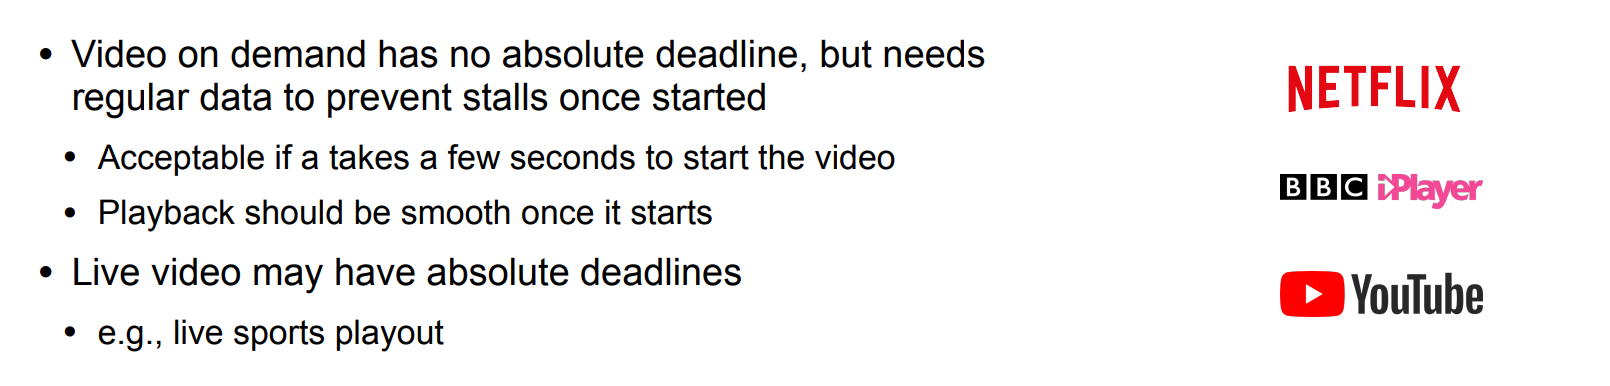 • Video on demand has no absolute deadline, but needs
regular data to prevent stalls once started
• Acceptable if a takes a few seconds to start the video
• Playback should be smooth once it starts
• Live video may have absolute deadlines
• e.g., live sports playout
NETFLIX
BBC iPlayer
YouTube